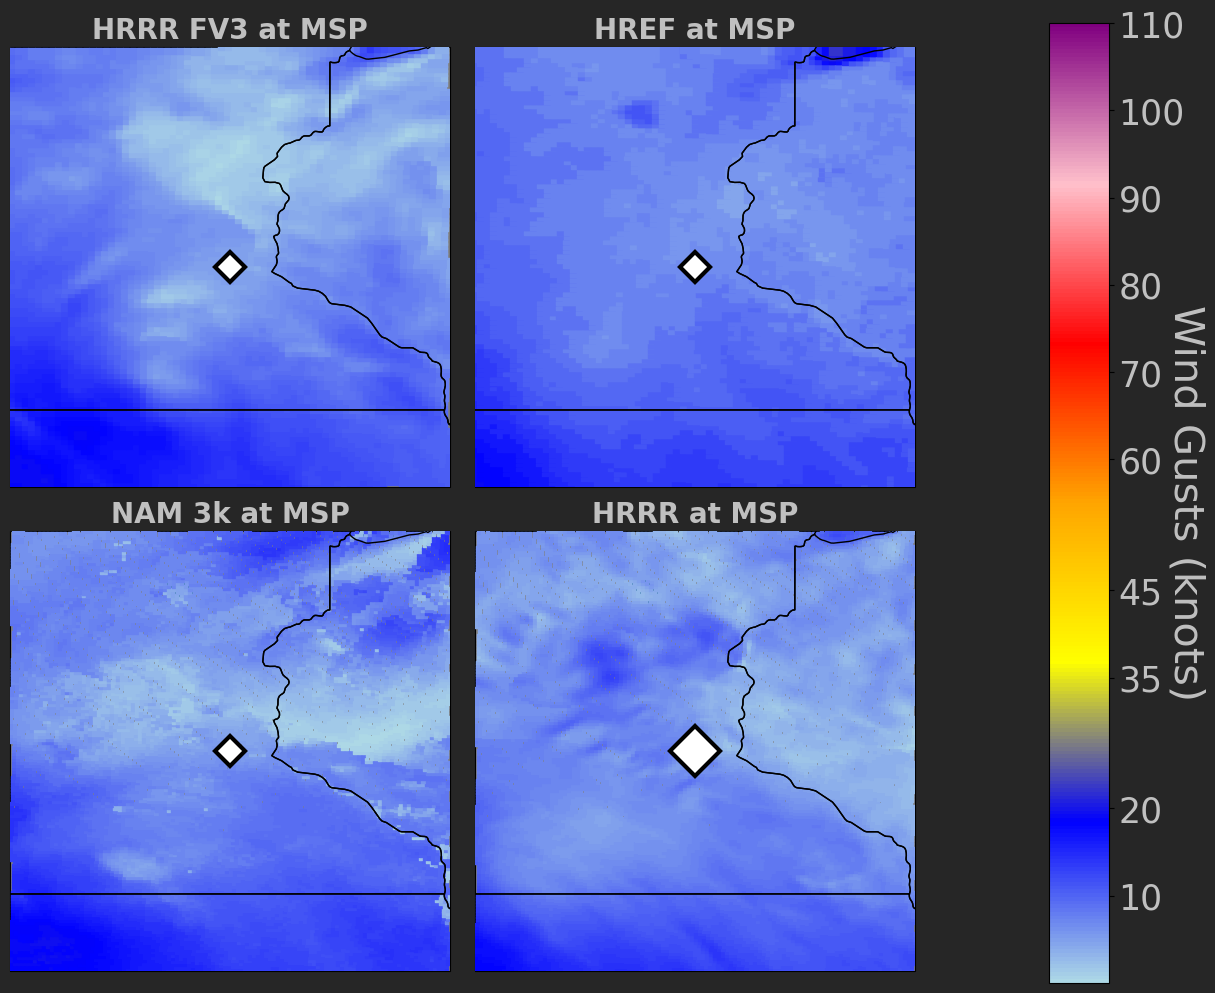 HRRR FV3 at MSP
HREF at MSP
NAM 3k at MSP
HRRR at MSP
110
100
90
80
70
60
45
35
20
10
Wind Gusts (knots)